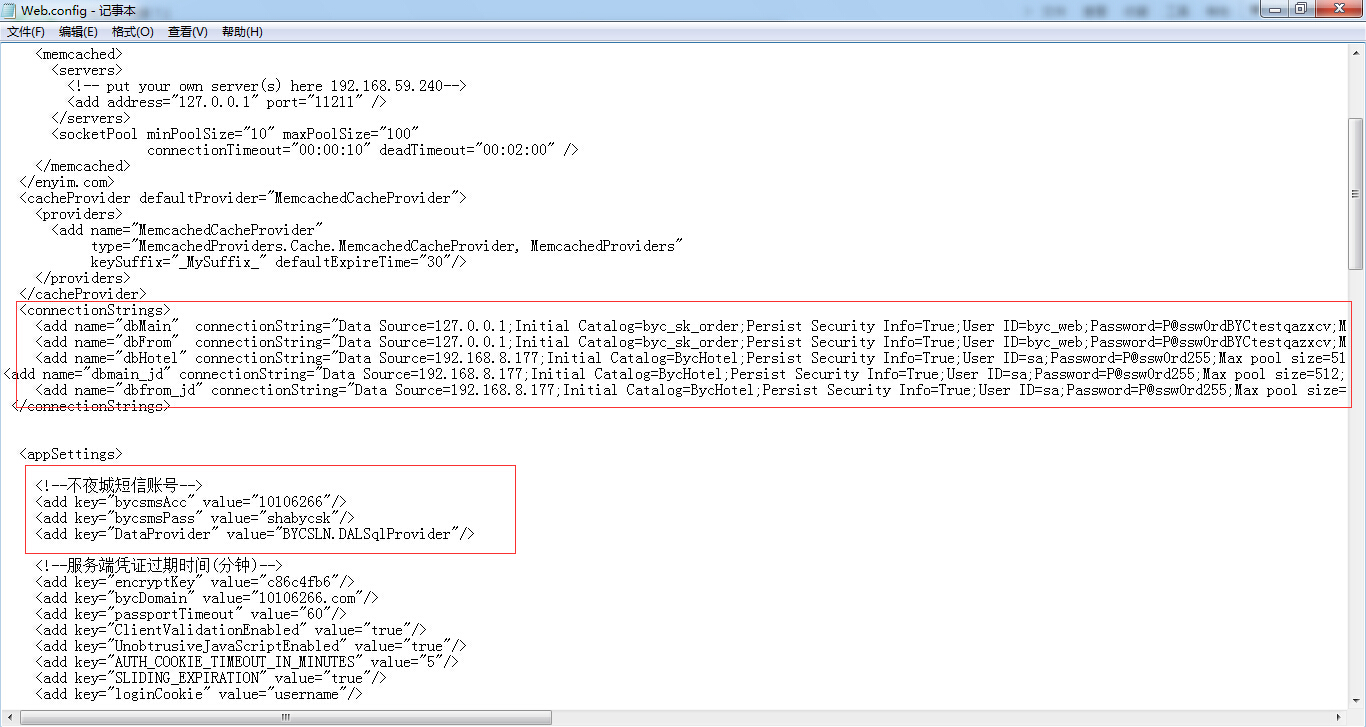 Web.config - 记事本
文件(F) 编辑(E) 格式(O) 查看(V) 帮助(H)
<memcached>
<servers>
<!-- put your own server(s) here 192.168.59.240-->
<add address="127.0.0.1" port="11211" />
</servers>
<socketPool minPoolSize="10" maxPoolSize="100"
connectionTimeout="00:00:10" deadTimeout="00:02:00" />
</memcached>
</enyim.com>
<cacheProvider defaultProvider="MemcachedCacheProvider">
<providers>
<add name="MemcachedCacheProvider"
type="MemcachedProviders.Cache.MemcachedCacheProvider, MemcachedProviders"
keySuffix="_MySuffix_" defaultExpireTime="30"/>
</providers>
</cacheProvider>
<connectionStrings>
<add name="dbMain"  connectionString="Data Source=127.0.0.1;Initial Catalog=byc_sk_order;Persist Security Info=True;User ID=byc_web;Password=P@ssw0rdBYCtestqazxcv;M
<add name="dbFrom"  connectionString="Data Source=127.0.0.1;Initial Catalog=byc_sk_order;Persist Security Info=True;User ID=byc_web;Password=P@ssw0rdBYCtestqazxcv;M
<add name="dbHotel" connectionString="Data Source=192.168.8.177;Initial Catalog=BycHotel;Persist Security Info=True;User ID=sa;Password=P@ssw0rd255;Max pool size=51
<add name="dbmain_jd" connectionString="Data Source=192.168.8.177;Initial Catalog=BycHotel;Persist Security Info=True;User ID=sa;Password=P@ssw0rd255;Max pool size=512;
<add name="dbfrom_jd" connectionString="Data Source=192.168.8.177;Initial Catalog=BycHotel;Persist Security Info=True;User ID=sa;Password=P@ssw0rd255;Max pool size=
</connectionStrings>
<appSettings>
<!--不夜城短信账号-->
<add key="bycsmsAcc" value="10106266"/>
<add key="bycsmsPass" value="shabycsk"/>
<add key="DataProvider" value="BYCSLN.DALSqlProvider"/>
<!--服务端凭证过期时间(分钟)-->
<add key="encryptKey" value="c86c4fb6"/>
<add key="bycDomain" value="10106266.com"/>
<add key="passportTimeout" value="60"/>
<add key="ClientValidationEnabled" value="true"/>
<add key="UnobtrusiveJavaScriptEnabled" value="true"/>
<add key="AUTH_COOKIE_TIMEOUT_IN_MINUTES" value="5"/>
<add key="SLIDING_EXPIRATION" value="true"/>
<add key="loginCookie" value="username"/>